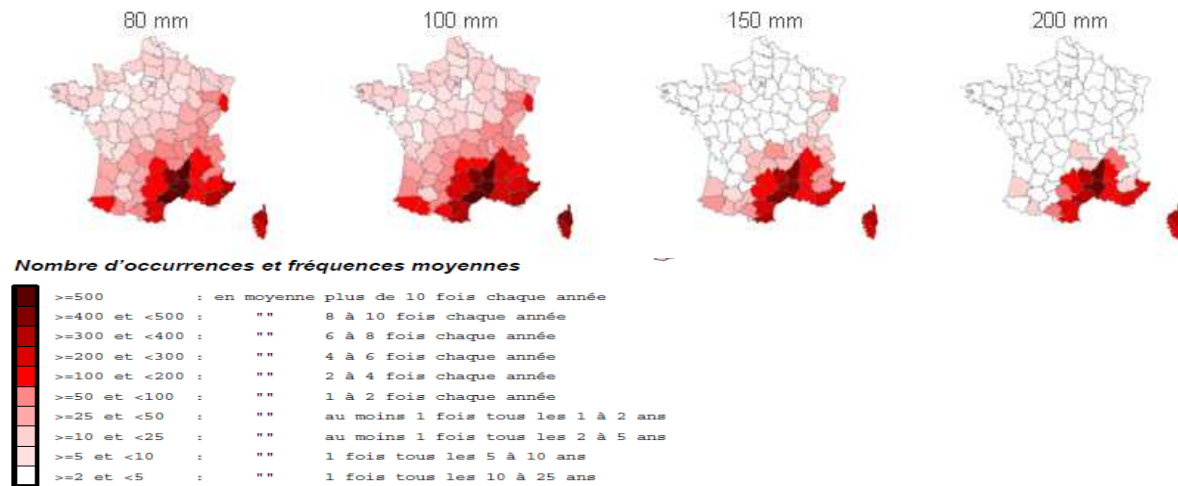 80 mm 100 mm 150 mm 200 mm
Nombre d'occurrences et fréquences moyennes
>=500 : en moyenne plus de 10 fois chaque année
>=400 et <500 : "" 8 à 10 fois chaque année
>=300 et <400 : "" 6 à 8 fois chaque année
>=200 et <300 : "" 4 à 6 fois chaque année
>=100 et <200 : "" 2 à 4 fois chaque année
>=50 et <100 : "" 1 à 2 fois chaque année
>=25 et <50 : "" au moins 1 fois tous les 1 à 2 ans
>=10 et <25 : "" au moins 1 fois tous les 2 à 5 ans
>=5 et <10 : "" 1 fois tous les 5 à 10 ans
>=2 et <5 : "" 1 fois tous les 10 à 25 ans